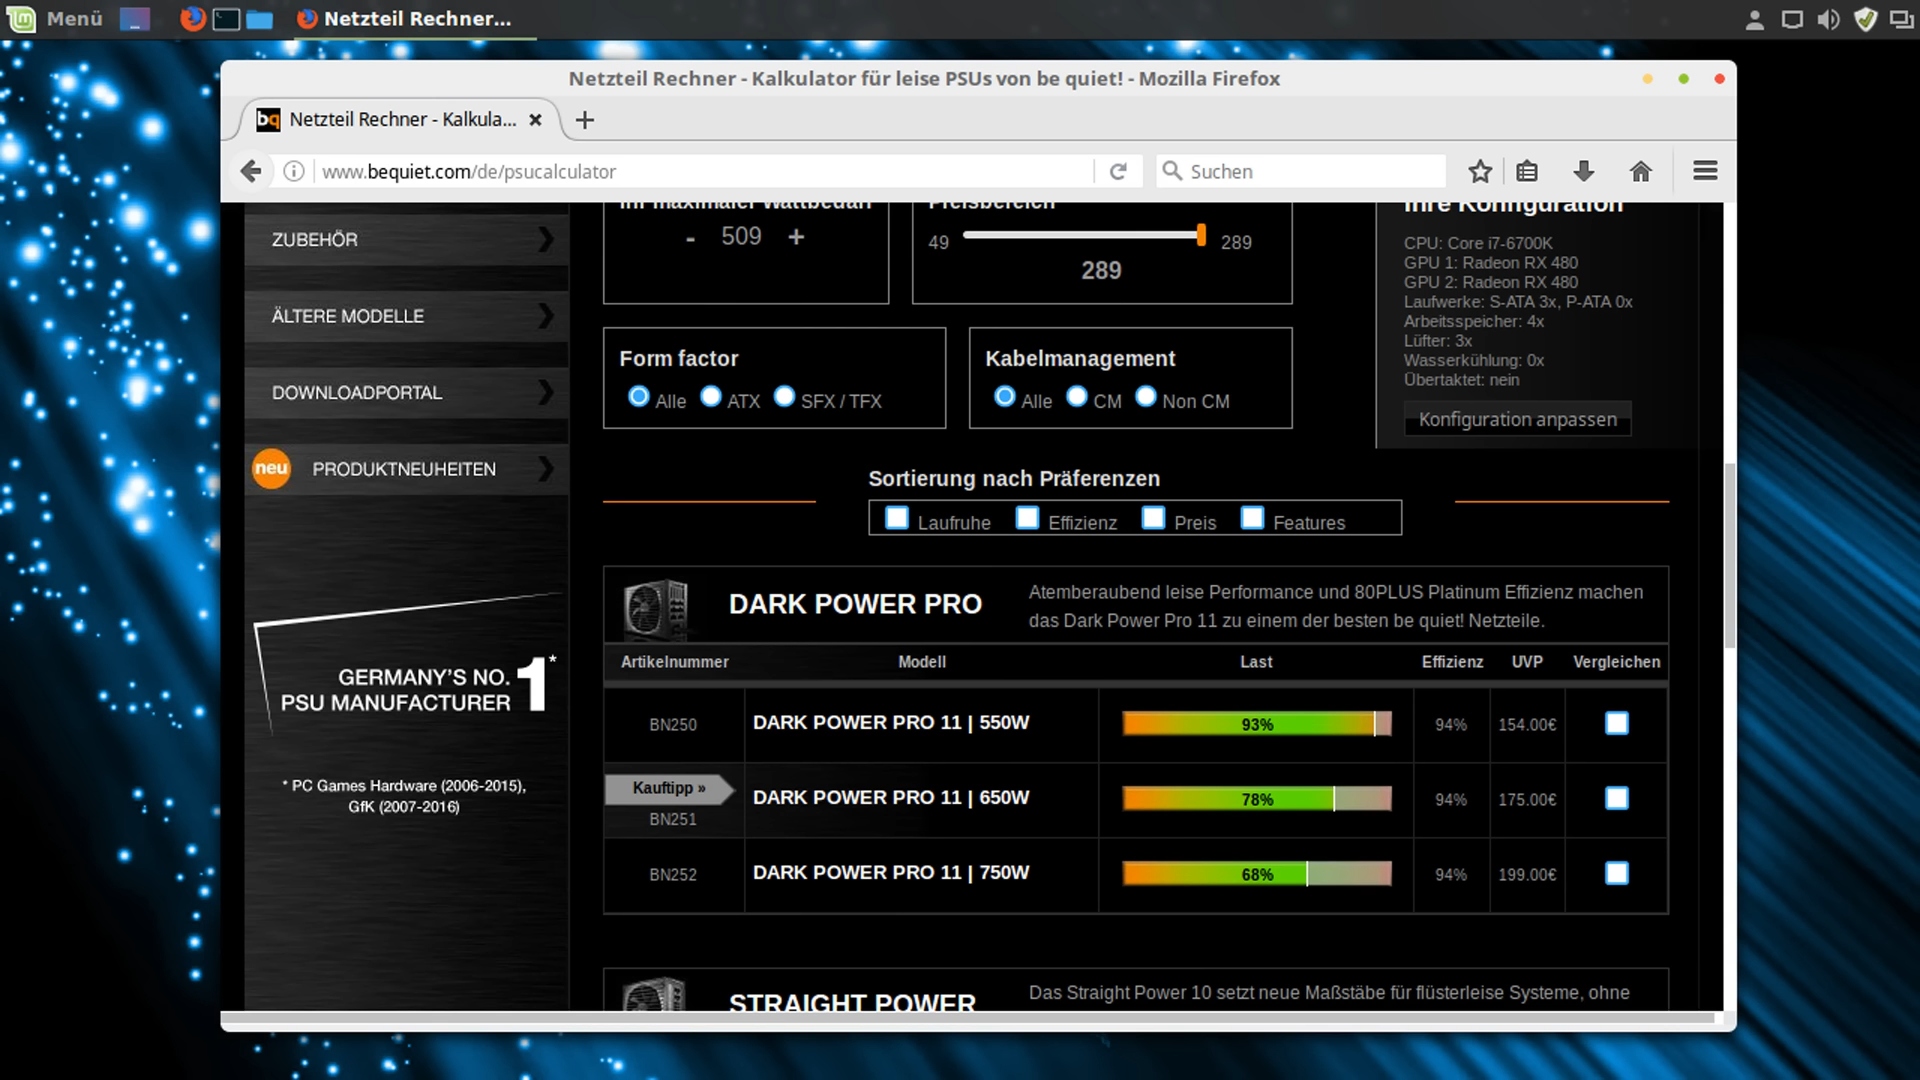 Menü
Netzteil Rechner...
Netzteil Rechner - Kalkulator für leise PSUs von be quiet! - Mozilla Firefox
bq Netzteil Rechner - Kalkula...
www.bequiet.com/de/psucalculator
Suchen
ZUBEHÖR
ÄLTERE MODELLE
DOWNLOADPORTAL
neu PRODUKTNEUHEITEN
GERMANY'S NO. 1*
PSU MANUFACTURER
* PC Games Hardware (2006-2015),
GfK (2007-2016)
Ihr maximaler Wattbedarf
- 509 +
Preisbereich
49 289
289
Ihre Konfiguration
CPU: Core i7-6700K
GPU 1: Radeon RX 480
GPU 2: Radeon RX 480
Laufwerke: S-ATA 3x, P-ATA 0x
Arbeitsspeicher: 4x
Lüfter: 3x
Wasserkühlung: 0x
Übertaktet: nein
Konfiguration anpassen
Form factor
Alle ATX SFX / TFX
Kabelmanagement
Alle CM Non CM
Sortierung nach Präferenzen
Laufruhe Effizienz Preis Features
DARK POWER PRO
Atemberaubend leise Performance und 80PLUS Platinum Effizienz machen
das Dark Power Pro 11 zu einem der besten be quiet! Netzteile.
Artikelnummer Modell Last Effizienz UVP Vergleichen
BN250 DARK POWER PRO 11 | 550W 93% 94% 154.00€
Kauftipp »
BN251 DARK POWER PRO 11 | 650W 78% 94% 175.00€
BN252 DARK POWER PRO 11 | 750W 68% 94% 199.00€
STRAIGHT POWER
Das Straight Power 10 setzt neue Maßstäbe für flüsterleise Systeme, ohne